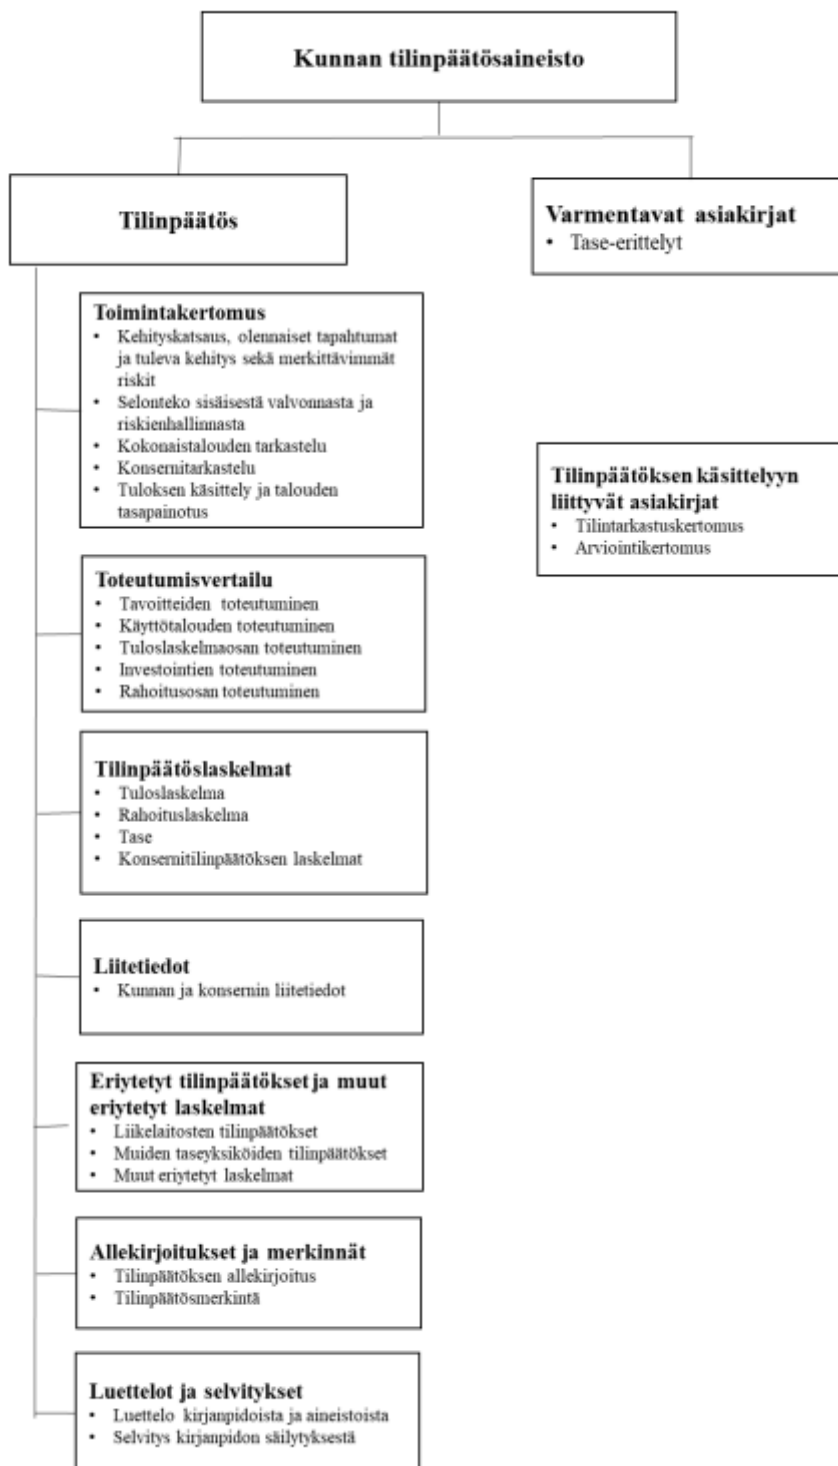 Kunnan tilinpäätösaineisto
Tilinpäätös
Varmentavat asiakirjat
• Tase-erittelyt
Toimintakertomus
• Kehityskatsaus, olennaiset tapahtumat
ja tuleva kehitys sekä merkittävimmät
riskit
• Selonteko sisäisestä valvonnasta ja
riskienhallinnasta
• Kokonaistalouden tarkastelu
• Konsernitarkastelu
• Tuloksen käsittely ja talouden
tasapainotus
Tilinpäätöksen käsittelyyn
liittyvät asiakirjat
• Tilintarkastuskertomus
• Arviointikertomus
Toteutumisvertailu
• Tavoitteiden toteutuminen
• Käyttötalouden toteutuminen
• Tuloslaskelmaosan toteutuminen
• Investointien toteutuminen
• Rahoitusosan toteutuminen
Tilinpäätöslaskelmat
• Tuloslaskelma
• Rahoituslaskelma
• Tase
• Konsernitilinpäätöksen laskelmat
Liitetiedot
• Kunnan ja konsernin liitetiedot
Eriytetyt tilinpäätökset ja muut
eriytetyt laskelmat
• Liikelaitosten tilinpäätökset
• Muiden taseyksiköiden tilinpäätökset
• Muut eriytetyt laskelmat
Allekirjoitukset ja merkinnät
• Tilinpäätöksen allekirjoitus
• Tilinpäätösmerkintä
Luettelot ja selvitykset
• Luettelo kirjanpidoista ja aineistoista
• Selvitys kirjanpidon säilytyksestä